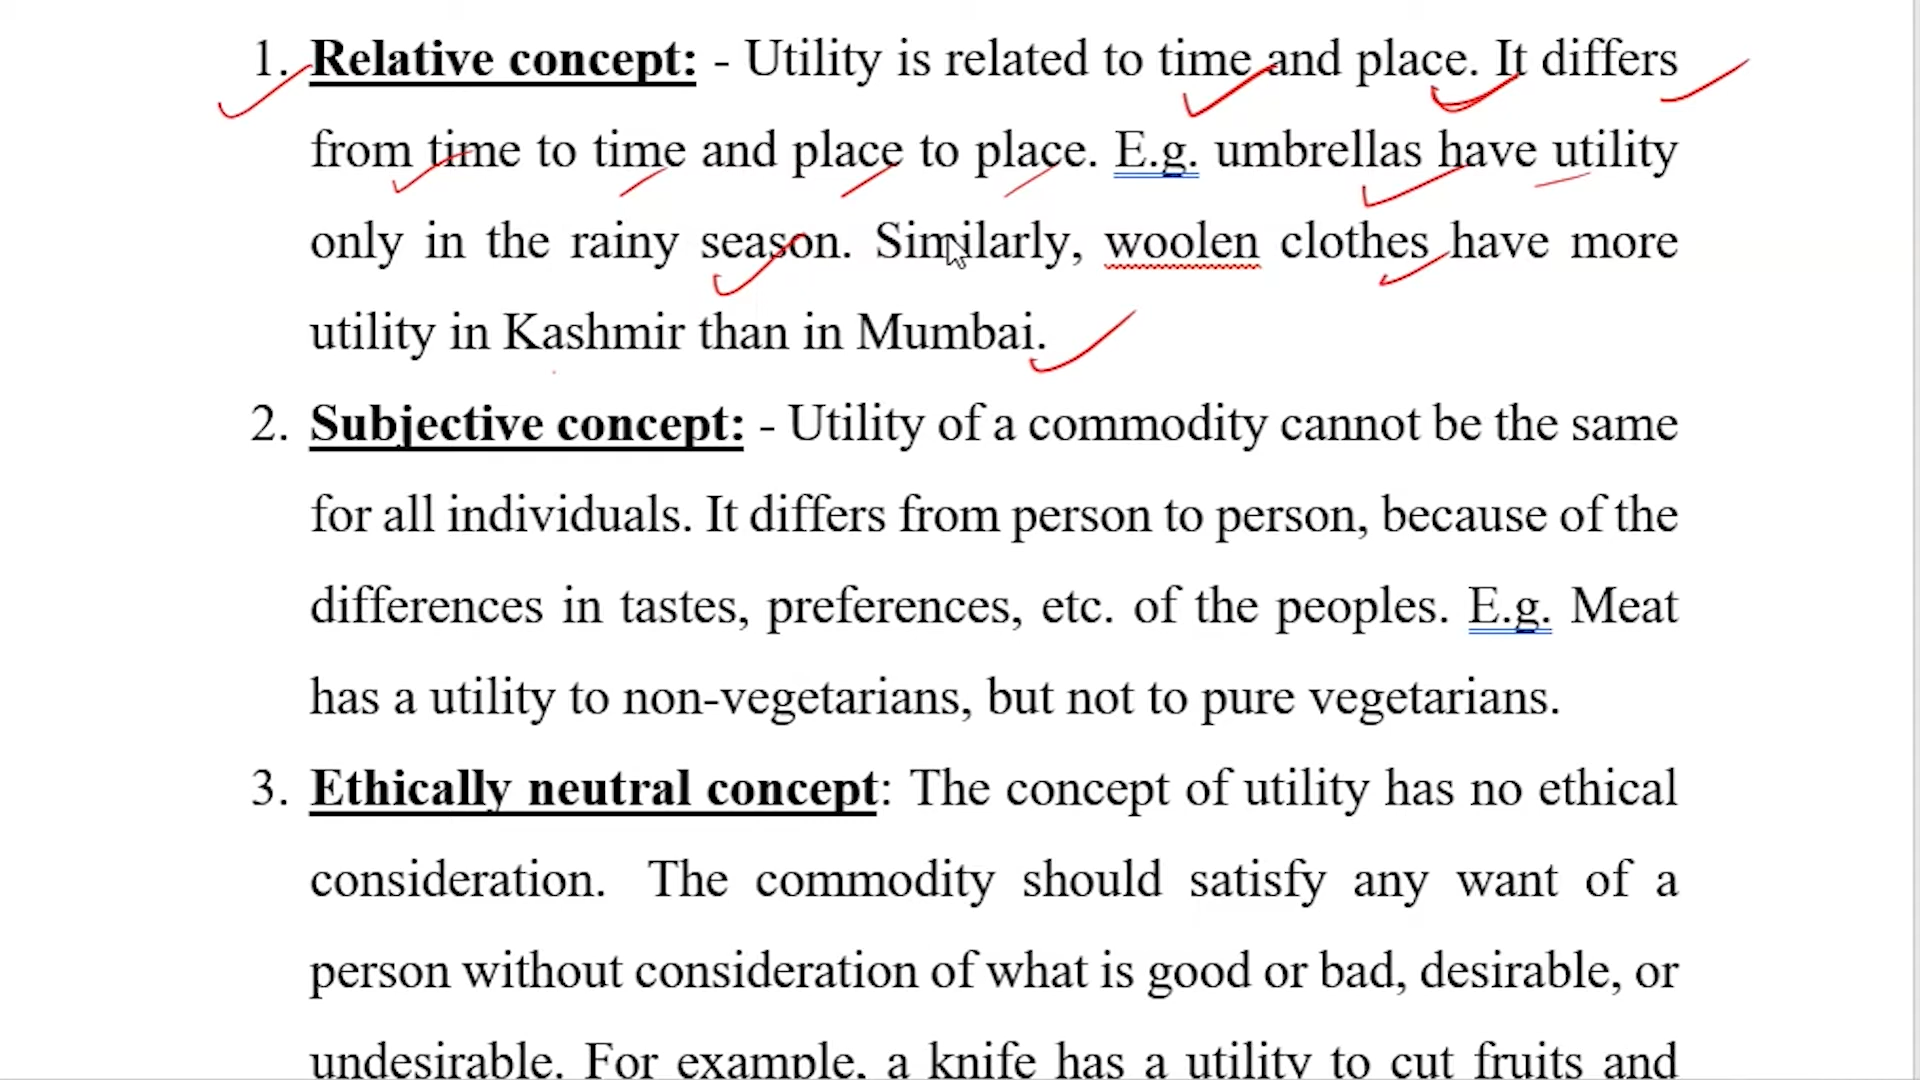 1. Relative concept: - Utility is related to time and place. It differs
from time to time and place to place. E.g. umbrellas have utility
only in the rainy season. Similarly, woolen clothes have more
utility in Kashmir than in Mumbai.
2. Subjective concept: - Utility of a commodity cannot be the same
for all individuals. It differs from person to person, because of the
differences in tastes, preferences, etc. of the peoples. E.g. Meat
has a utility to non-vegetarians, but not to pure vegetarians.
3. Ethically neutral concept: The concept of utility has no ethical
consideration. The commodity should satisfy any want of a
person without consideration of what is good or bad, desirable, or
undesirable. For example, a knife has a utility to cut fruits and